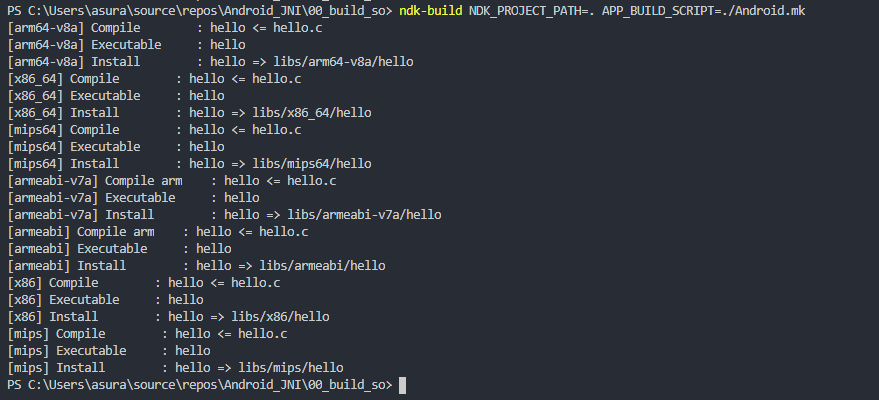 PS C:\Users\asura\source\repos\Android_JNI\00_build_so> ndk-build NDK_PROJECT_PATH=. APP_BUILD_SCRIPT=./Android.mk
[arm64-v8a] Compile        : hello <= hello.c
[arm64-v8a] Executable     : hello
[arm64-v8a] Install        : hello => libs/arm64-v8a/hello
[x86_64] Compile        : hello <= hello.c
[x86_64] Executable     : hello
[x86_64] Install        : hello => libs/x86_64/hello
[mips64] Compile        : hello <= hello.c
[mips64] Executable     : hello
[mips64] Install        : hello => libs/mips64/hello
[armeabi-v7a] Compile arm    : hello <= hello.c
[armeabi-v7a] Executable     : hello
[armeabi-v7a] Install        : hello => libs/armeabi-v7a/hello
[armeabi] Compile arm    : hello <= hello.c
[armeabi] Executable     : hello
[armeabi] Install        : hello => libs/armeabi/hello
[x86] Compile        : hello <= hello.c
[x86] Executable     : hello
[x86] Install        : hello => libs/x86/hello
[mips] Compile        : hello <= hello.c
[mips] Executable     : hello
[mips] Install        : hello => libs/mips/hello
PS C:\Users\asura\source\repos\Android_JNI\00_build_so>